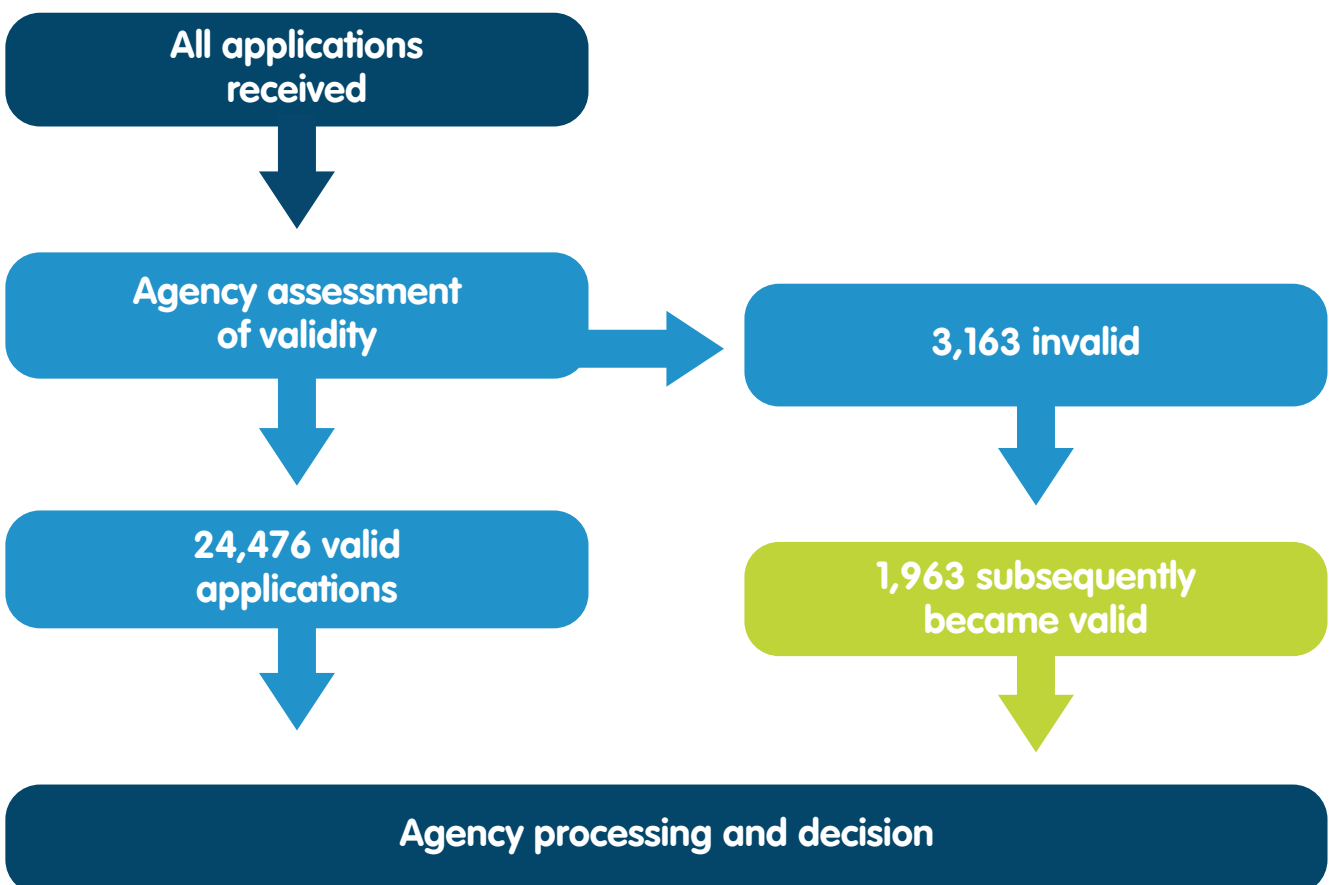 All applications
received
Agency assessment
of validity
3,163 invalid
24,476 valid
applications
1,963 subsequently
became valid
Agency processing and decision